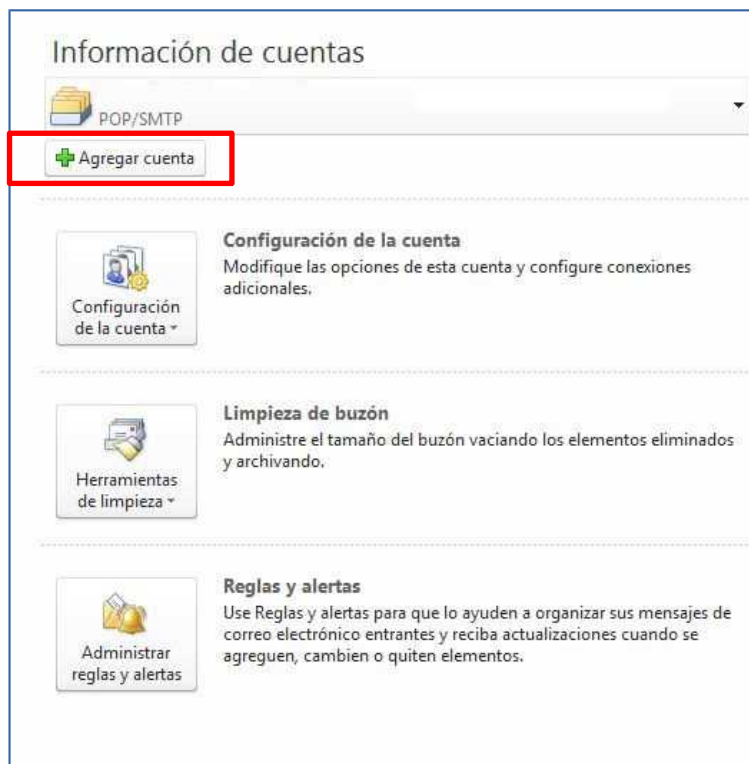 Información de cuentas
POP/SMTP
Agregar cuenta
Configuración de la cuenta
Modifique las opciones de esta cuenta y configure conexiones
adicionales.
Configuración
de la cuenta
Limpieza de buzón
Administre el tamaño del buzón vaciando los elementos eliminados
y archivando.
Herramientas
de limpieza
Reglas y alertas
Use Reglas y alertas para que lo ayuden a organizar sus mensajes de
correo electrónico entrantes y reciba actualizaciones cuando se
agreguen, cambien o quiten elementos.
Administrar
reglas y alertas